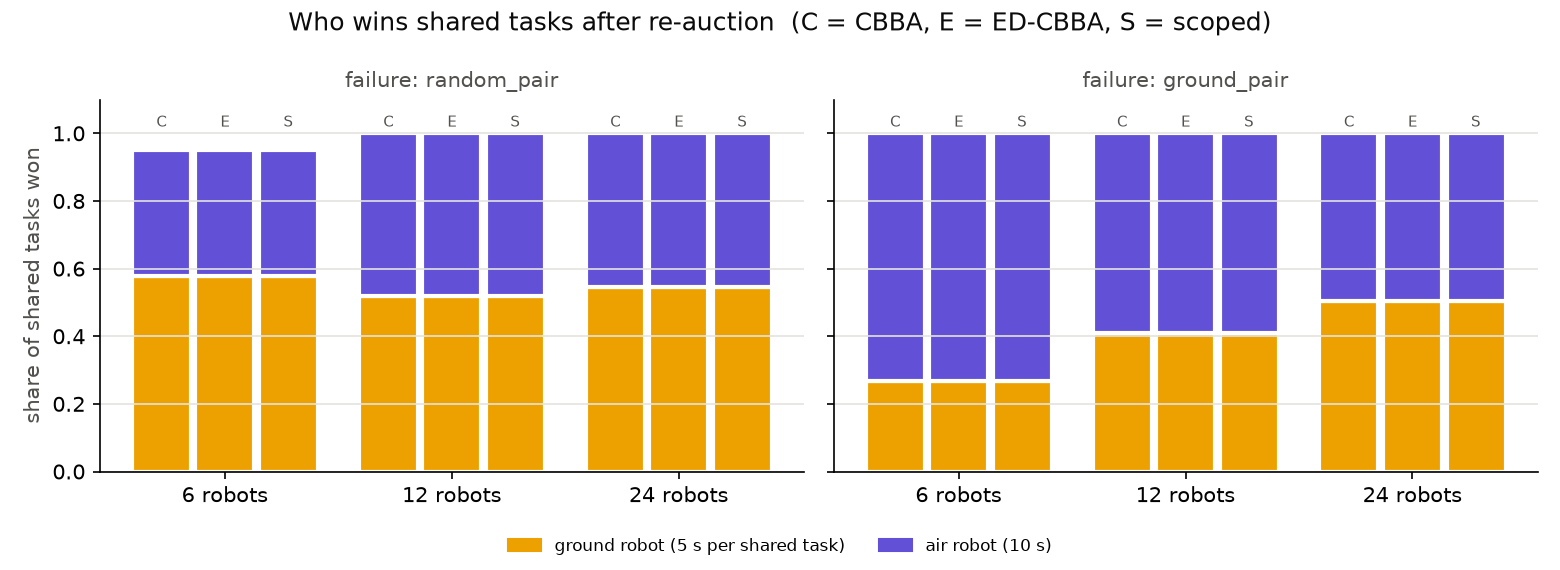 Who wins shared tasks after re-auction  (C = CBBA, E = ED-CBBA, S = scoped)
failure: random_pair
failure: ground_pair
share of shared tasks won
1.0
0.8
0.6
0.4
0.2
0.0
C E S C E S C E S
C E S C E S C E S
6 robots 12 robots 24 robots
6 robots 12 robots 24 robots
ground robot (5 s per shared task)
air robot (10 s)